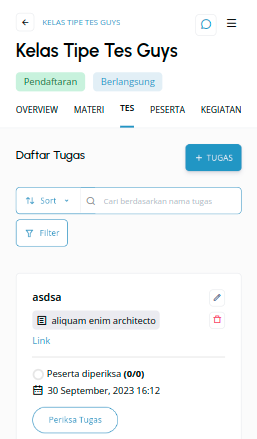 KELAS TIPE TES GUYS
Kelas Tipe Tes Guys
Pendaftaran Berlangsung
OVERVIEW MATERI TES PESERTA KEGIATAN
Daftar Tugas
+ TUGAS
Sort Cari berdasarkan nama tugas
Filter
asdsa
aliquam enim architecto
Link
Peserta diperiksa (0/0)
30 September, 2023 16:12
Periksa Tugas